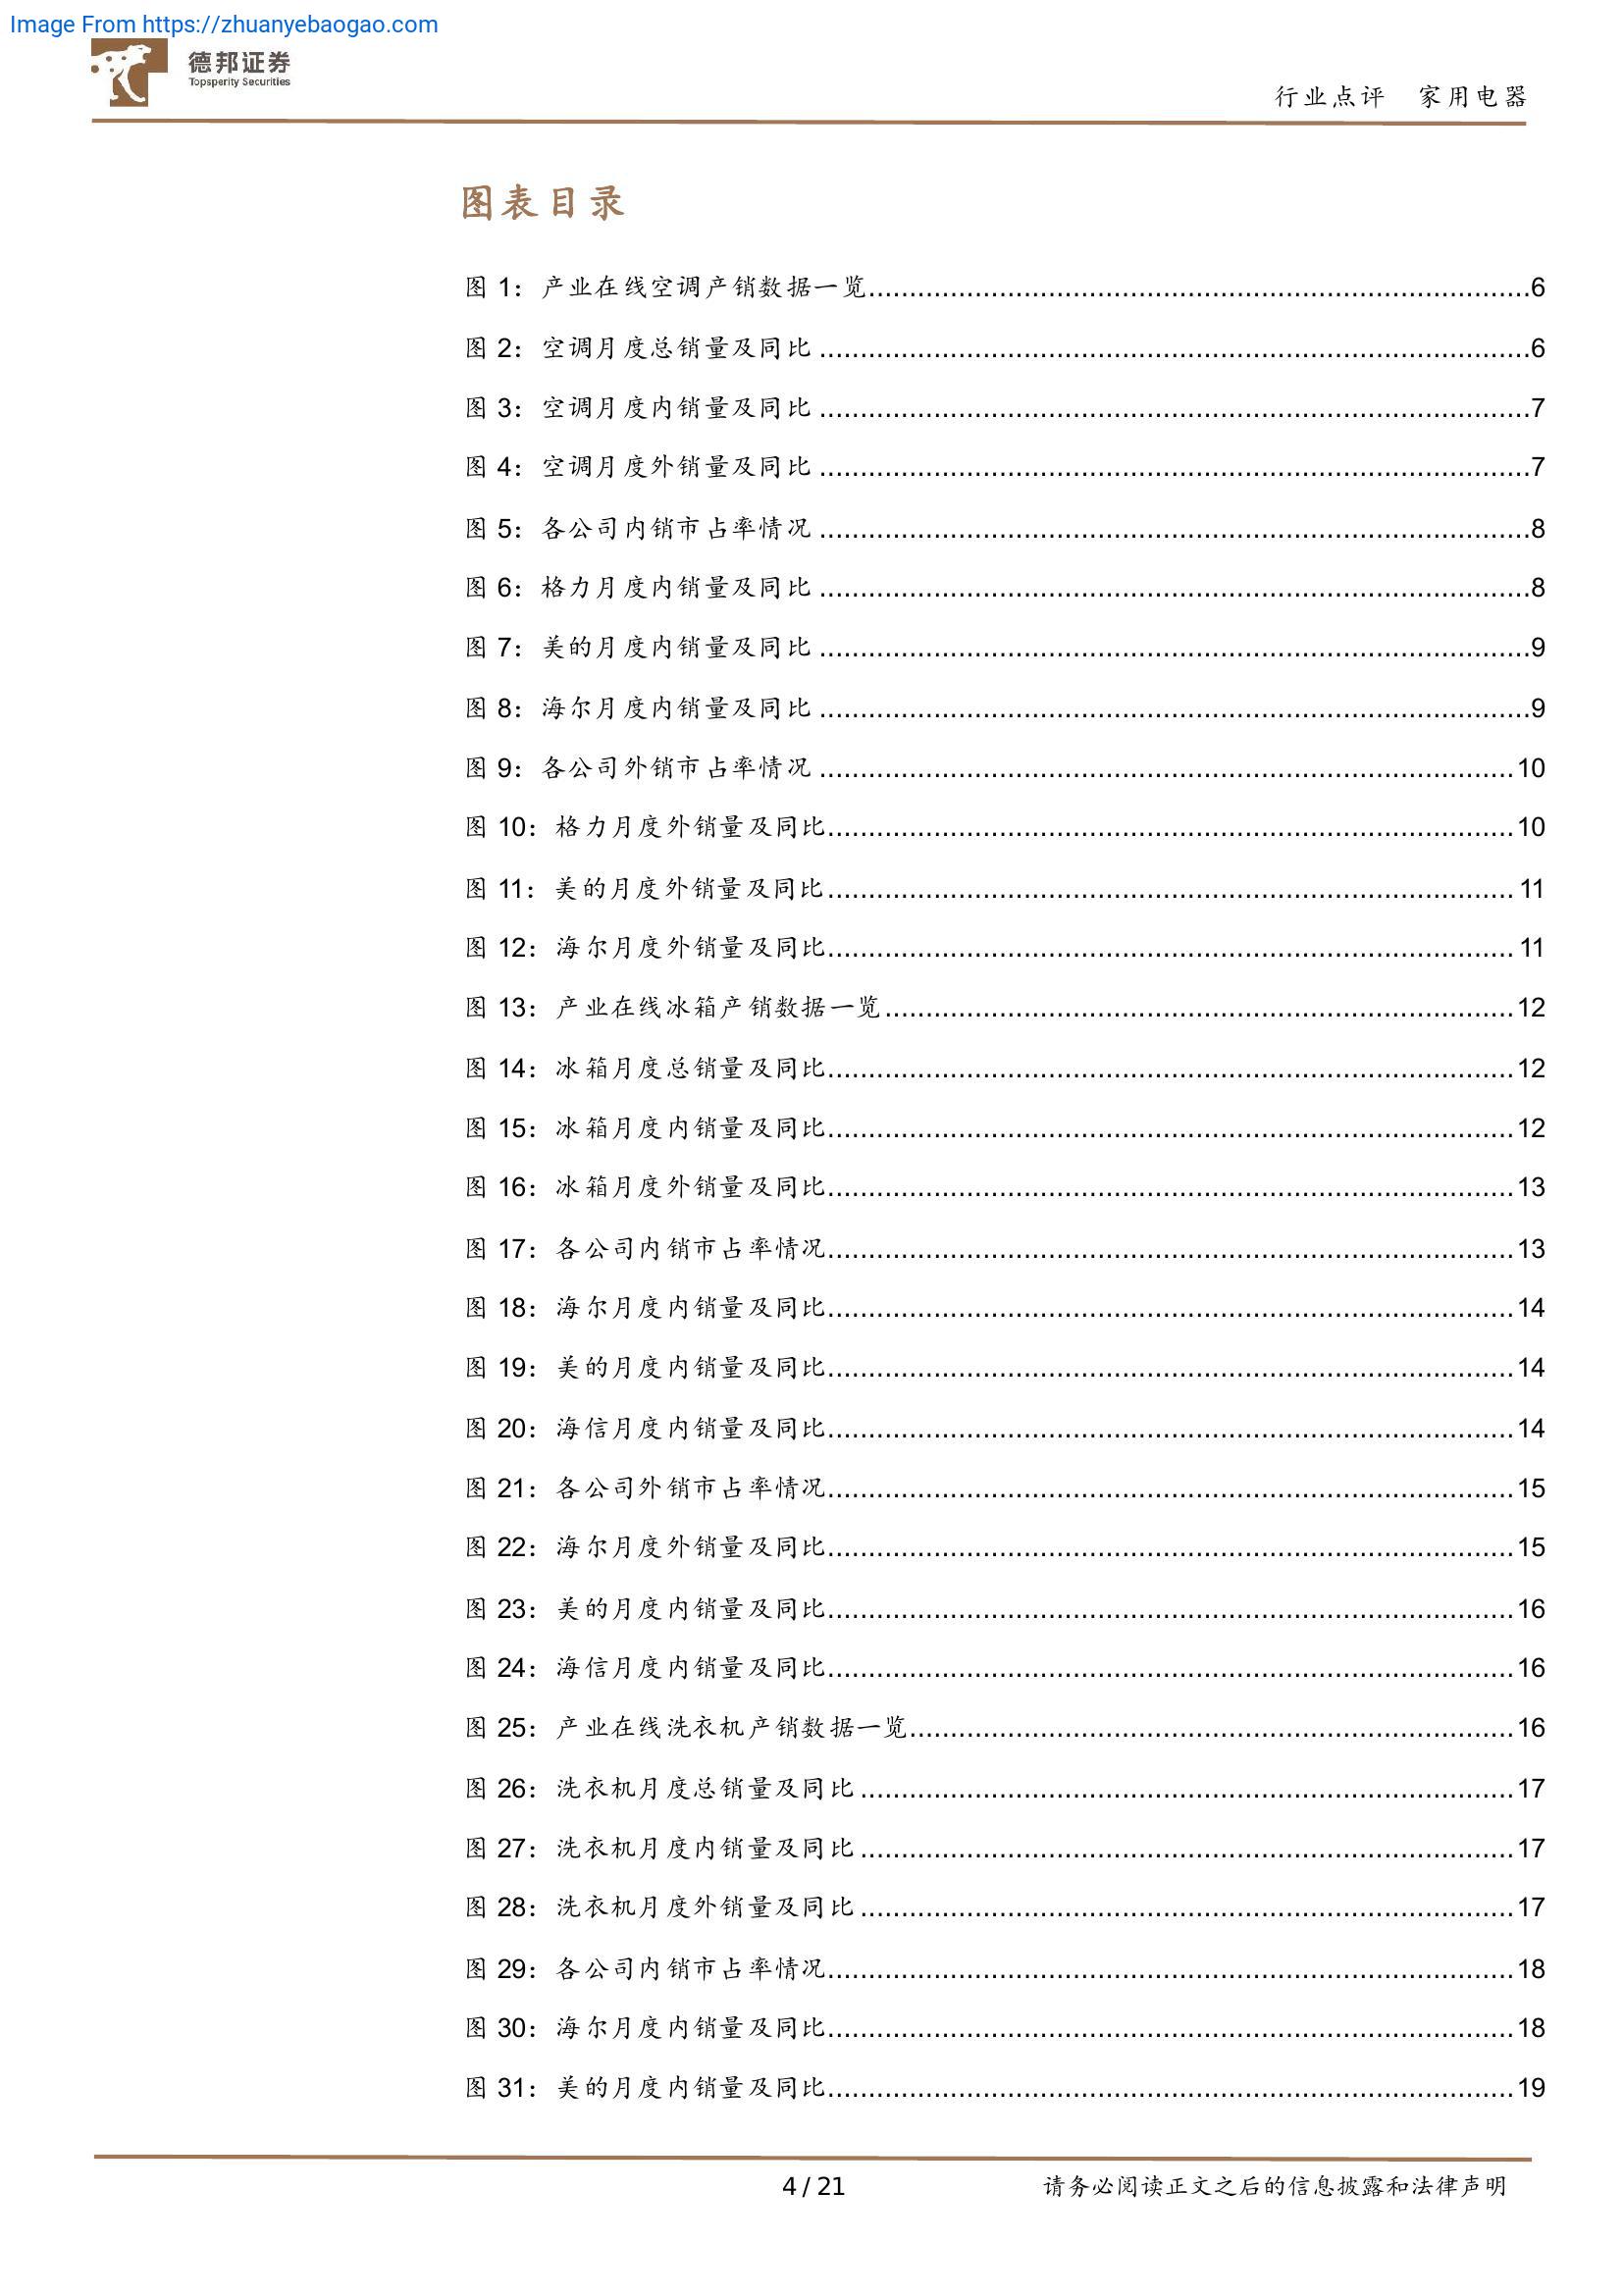 Image From https://zhuanyebaogao.com
德邦证券
Topsperity Securities
行业点评 家用电器
图表目录
图 1：产业在线空调产销数据一览................................................................................6
图 2：空调月度总销量及同比 ......................................................................................6
图 3：空调月度内销量及同比 ......................................................................................7
图 4：空调月度外销量及同比 ......................................................................................7
图 5：各公司内销市占率情况 ......................................................................................8
图 6：格力月度内销量及同比 ......................................................................................8
图 7：美的月度内销量及同比 ......................................................................................9
图 8：海尔月度内销量及同比 ......................................................................................9
图 9：各公司外销市占率情况 ....................................................................................10
图 10：格力月度外销量及同比...................................................................................10
图 11：美的月度外销量及同比................................................................................... 11
图 12：海尔月度外销量及同比................................................................................... 11
图 13：产业在线冰箱产销数据一览............................................................................12
图 14：冰箱月度总销量及同比...................................................................................12
图 15：冰箱月度内销量及同比...................................................................................12
图 16：冰箱月度外销量及同比...................................................................................13
图 17：各公司内销市占率情况...................................................................................13
图 18：海尔月度内销量及同比...................................................................................14
图 19：美的月度内销量及同比...................................................................................14
图 20：海信月度内销量及同比...................................................................................14
图 21：各公司外销市占率情况...................................................................................15
图 22：海尔月度外销量及同比...................................................................................15
图 23：美的月度内销量及同比...................................................................................16
图 24：海信月度内销量及同比...................................................................................16
图 25：产业在线洗衣机产销数据一览.........................................................................16
图 26：洗衣机月度总销量及同比 ...............................................................................17
图 27：洗衣机月度内销量及同比 ...............................................................................17
图 28：洗衣机月度外销量及同比 ...............................................................................17
图 29：各公司内销市占率情况...................................................................................18
图 30：海尔月度内销量及同比...................................................................................18
图 31：美的月度内销量及同比...................................................................................19
4 / 21
请务必阅读正文之后的信息披露和法律声明